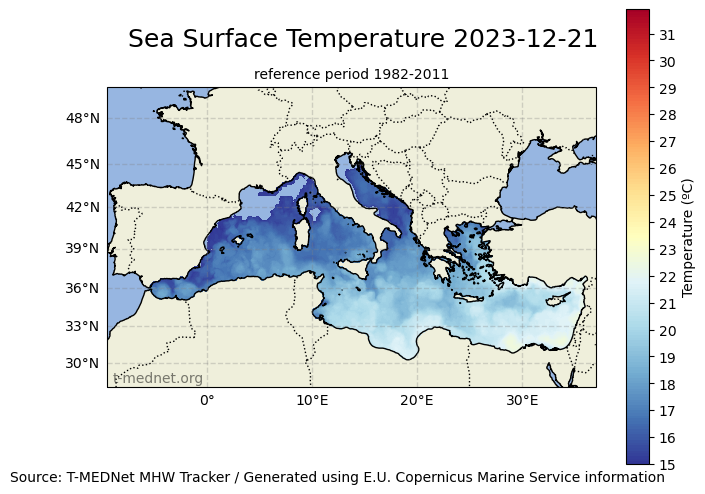 Sea Surface Temperature 2023-12-21
reference period 1982-2011
48°N
45°N
42°N
39°N
36°N
33°N
30°N
0°
10°E
20°E
30°E
t-mednet.org
31
30
29
28
27
26
25
24
23
22
21
20
19
18
17
16
15
Temperature (ºC)
Source: T-MEDNet MHW Tracker / Generated using E.U. Copernicus Marine Service information